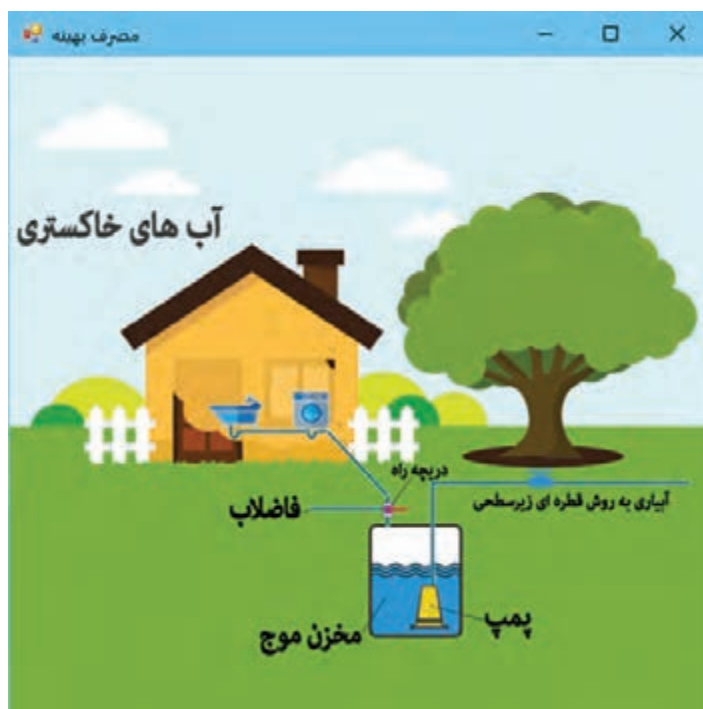 مصرف بهینه
آب های خاکستری
دریچه راه
آبیاری به روش قطره ای زیرسطحی
فاضلاب
پمپ
مخزن موج